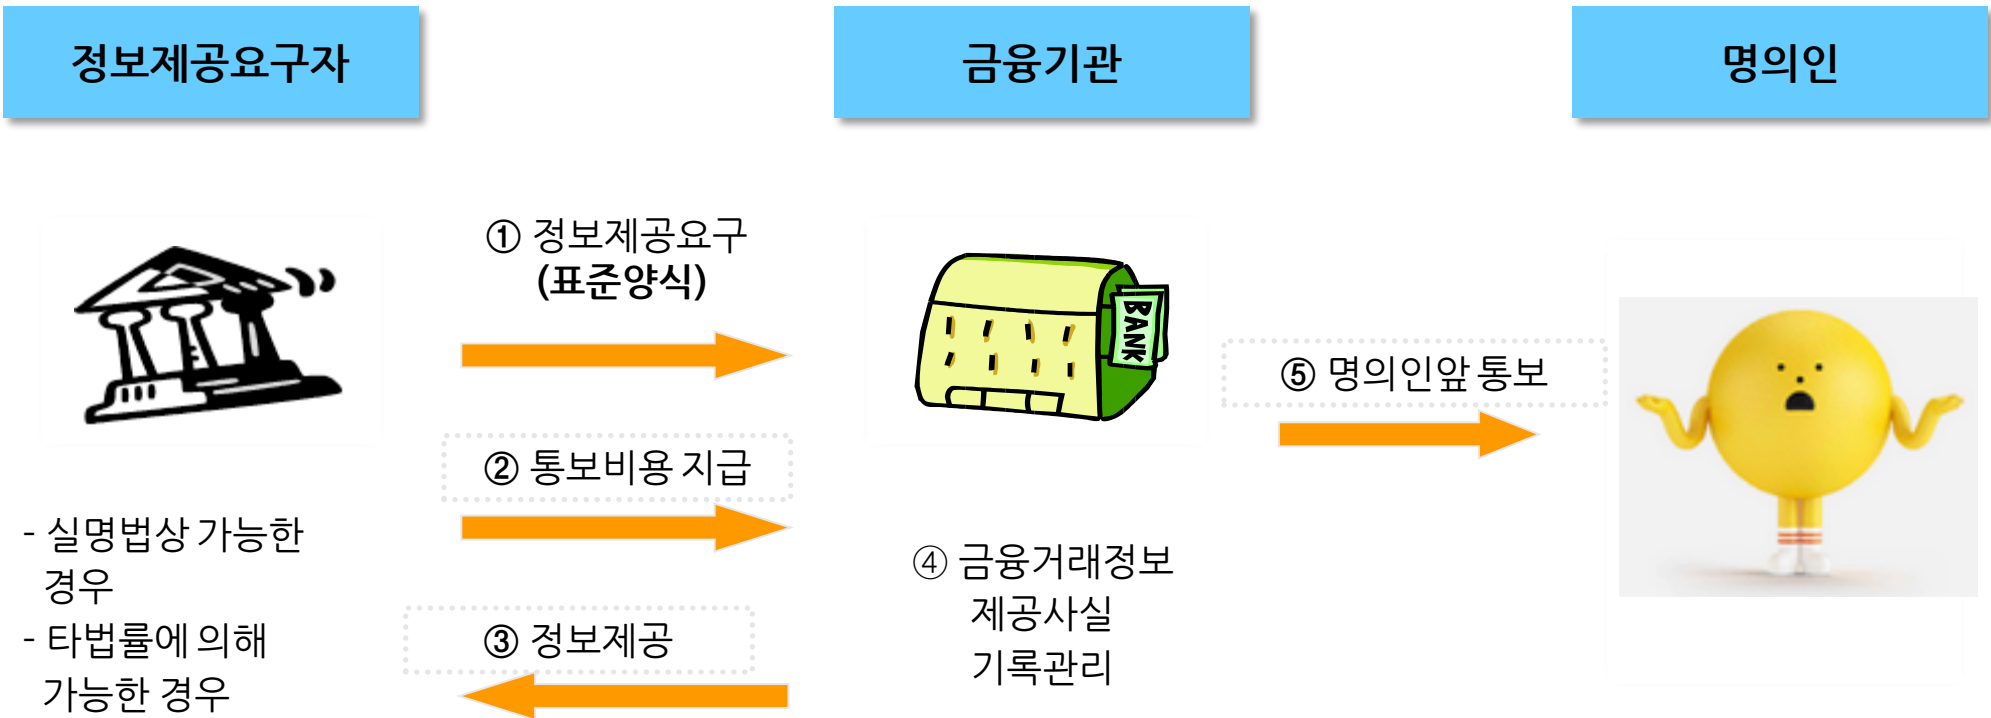 정보제공요구자
금융기관
명의인
① 정보제공요구
(표준양식)
BANK
⑤ 명의인앞 통보
② 통보비용 지급
- 실명법상 가능한
경우
- 타법률에 의해
가능한 경우
③ 정보제공
④ 금융거래정보
제공사실
기록관리